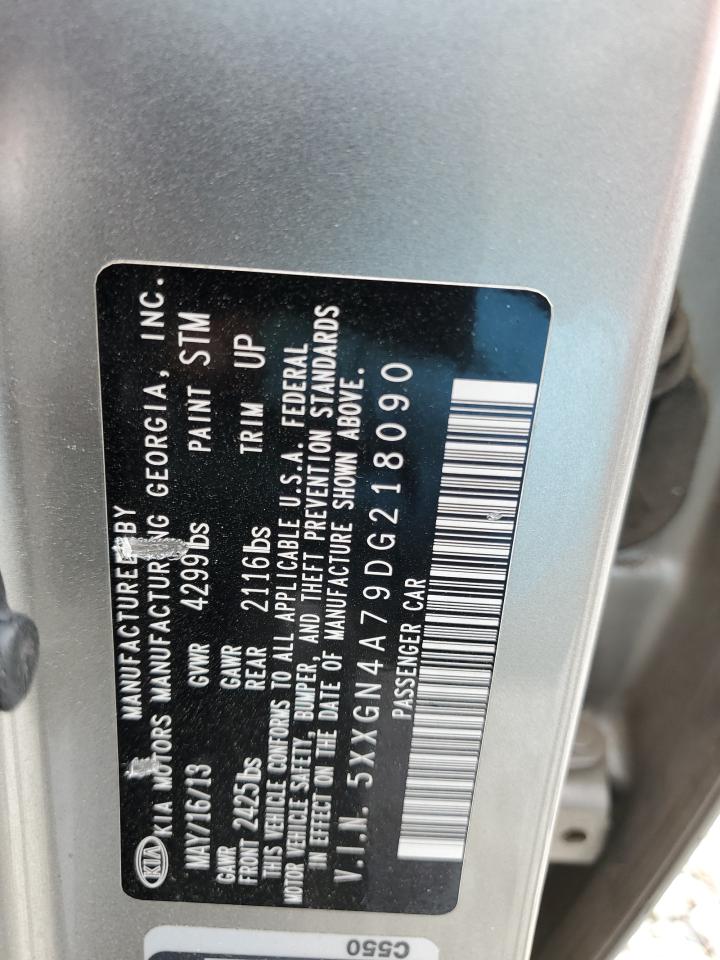 MANUFACTURED BY
KIA KIA MOTORS MANUFACTURING GEORGIA, INC.
MAY/16/13 GVWR 4299lbs PAINT STM
GAWR FRONT 2425lbs GAWR REAR 2116lbs TRIM UP
THIS VEHICLE CONFORMS TO ALL APPLICABLE U.S.A. FEDERAL
MOTOR VEHICLE SAFETY, BUMPER, AND THEFT PREVENTION STANDARDS
IN EFFECT ON THE DATE OF MANUFACTURE SHOWN ABOVE.
V.I.N. 5XXGN4A79DG218090
PASSENGER CAR
C550